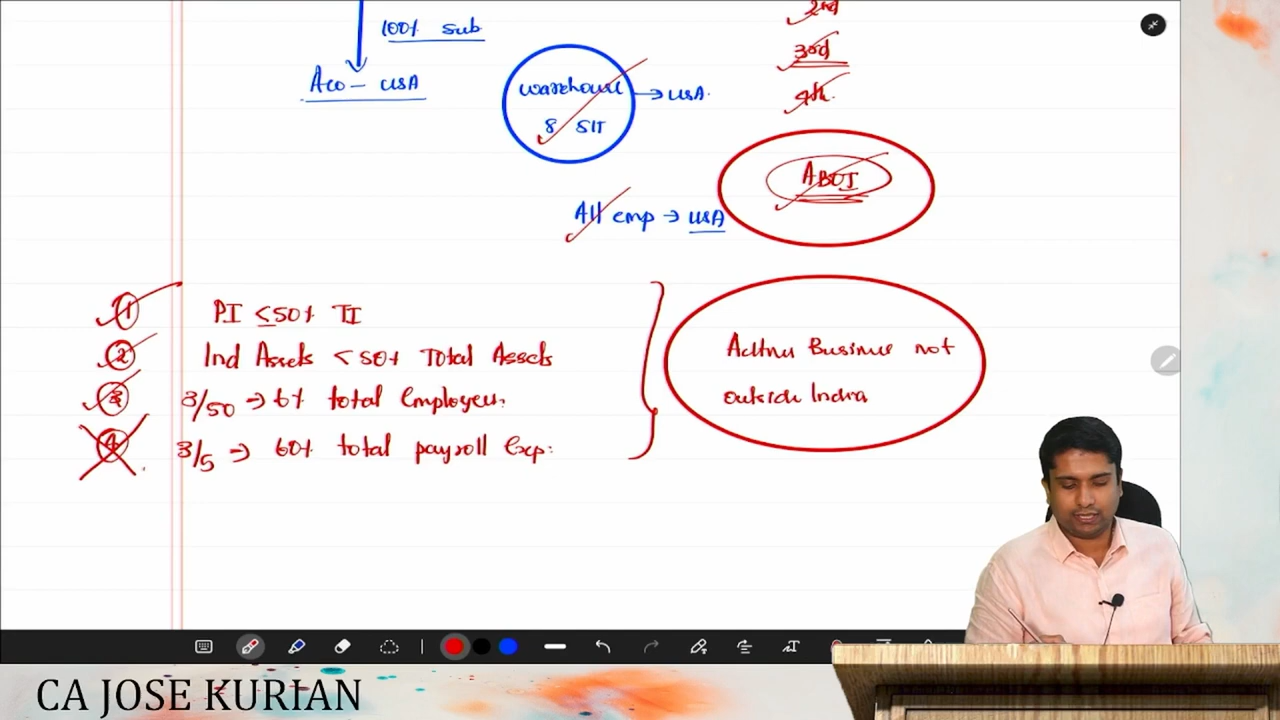 2nd
100% sub
3rd
Aco - USA
warehouse → USA
8 SIT
4th.
ABOI
All emp → USA
1 PI ≤50% TI
2 Ind Assets <50% Total Assets
3 3/50 → 6% total Employees.
4 3/5 → 60% total payroll Exp.
Active Business not
outside India
CA JOSE KURIAN